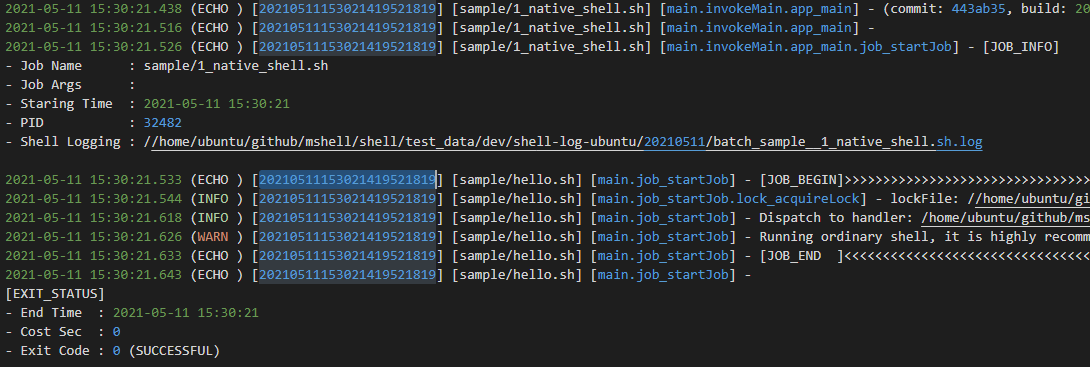 2021-05-11 15:30:21.438 (ECHO ) [20210511153021419521819] [sample/1_native_shell.sh] [main.invokeMain.app_main] - (commit: 443ab35, build: 20
2021-05-11 15:30:21.516 (ECHO ) [20210511153021419521819] [sample/1_native_shell.sh] [main.invokeMain.app_main] -
2021-05-11 15:30:21.526 (ECHO ) [20210511153021419521819] [sample/1_native_shell.sh] [main.invokeMain.app_main.job_startJob] - [JOB_INFO]
- Job Name      : sample/1_native_shell.sh
- Job Args      :
- Staring Time  : 2021-05-11 15:30:21
- PID           : 32482
- Shell Logging : //home/ubuntu/github/mshell/shell/test_data/dev/shell-log-ubuntu/20210511/batch_sample__1_native_shell.sh.log
2021-05-11 15:30:21.533 (ECHO ) [20210511153021419521819] [sample/hello.sh] [main.job_startJob] - [JOB_BEGIN]>>>>>>>>>>>>>>>>>>>>>>>>>>>>>>>>
2021-05-11 15:30:21.544 (INFO ) [20210511153021419521819] [sample/hello.sh] [main.job_startJob.lock_acquireLock] - lockFile: //home/ubuntu/gi
2021-05-11 15:30:21.618 (INFO ) [20210511153021419521819] [sample/hello.sh] [main.job_startJob] - Dispatch to handler: /home/ubuntu/github/ms
2021-05-11 15:30:21.626 (WARN ) [20210511153021419521819] [sample/hello.sh] [main.job_startJob] - Running ordinary shell, it is highly recomm
2021-05-11 15:30:21.633 (ECHO ) [20210511153021419521819] [sample/hello.sh] [main.job_startJob] - [JOB_END  ]<<<<<<<<<<<<<<<<<<<<<<<<<<<<<<<<
2021-05-11 15:30:21.643 (ECHO ) [20210511153021419521819] [sample/hello.sh] [main.job_startJob] -
[EXIT_STATUS]
- End Time  : 2021-05-11 15:30:21
- Cost Sec  : 0
- Exit Code : 0 (SUCCESSFUL)